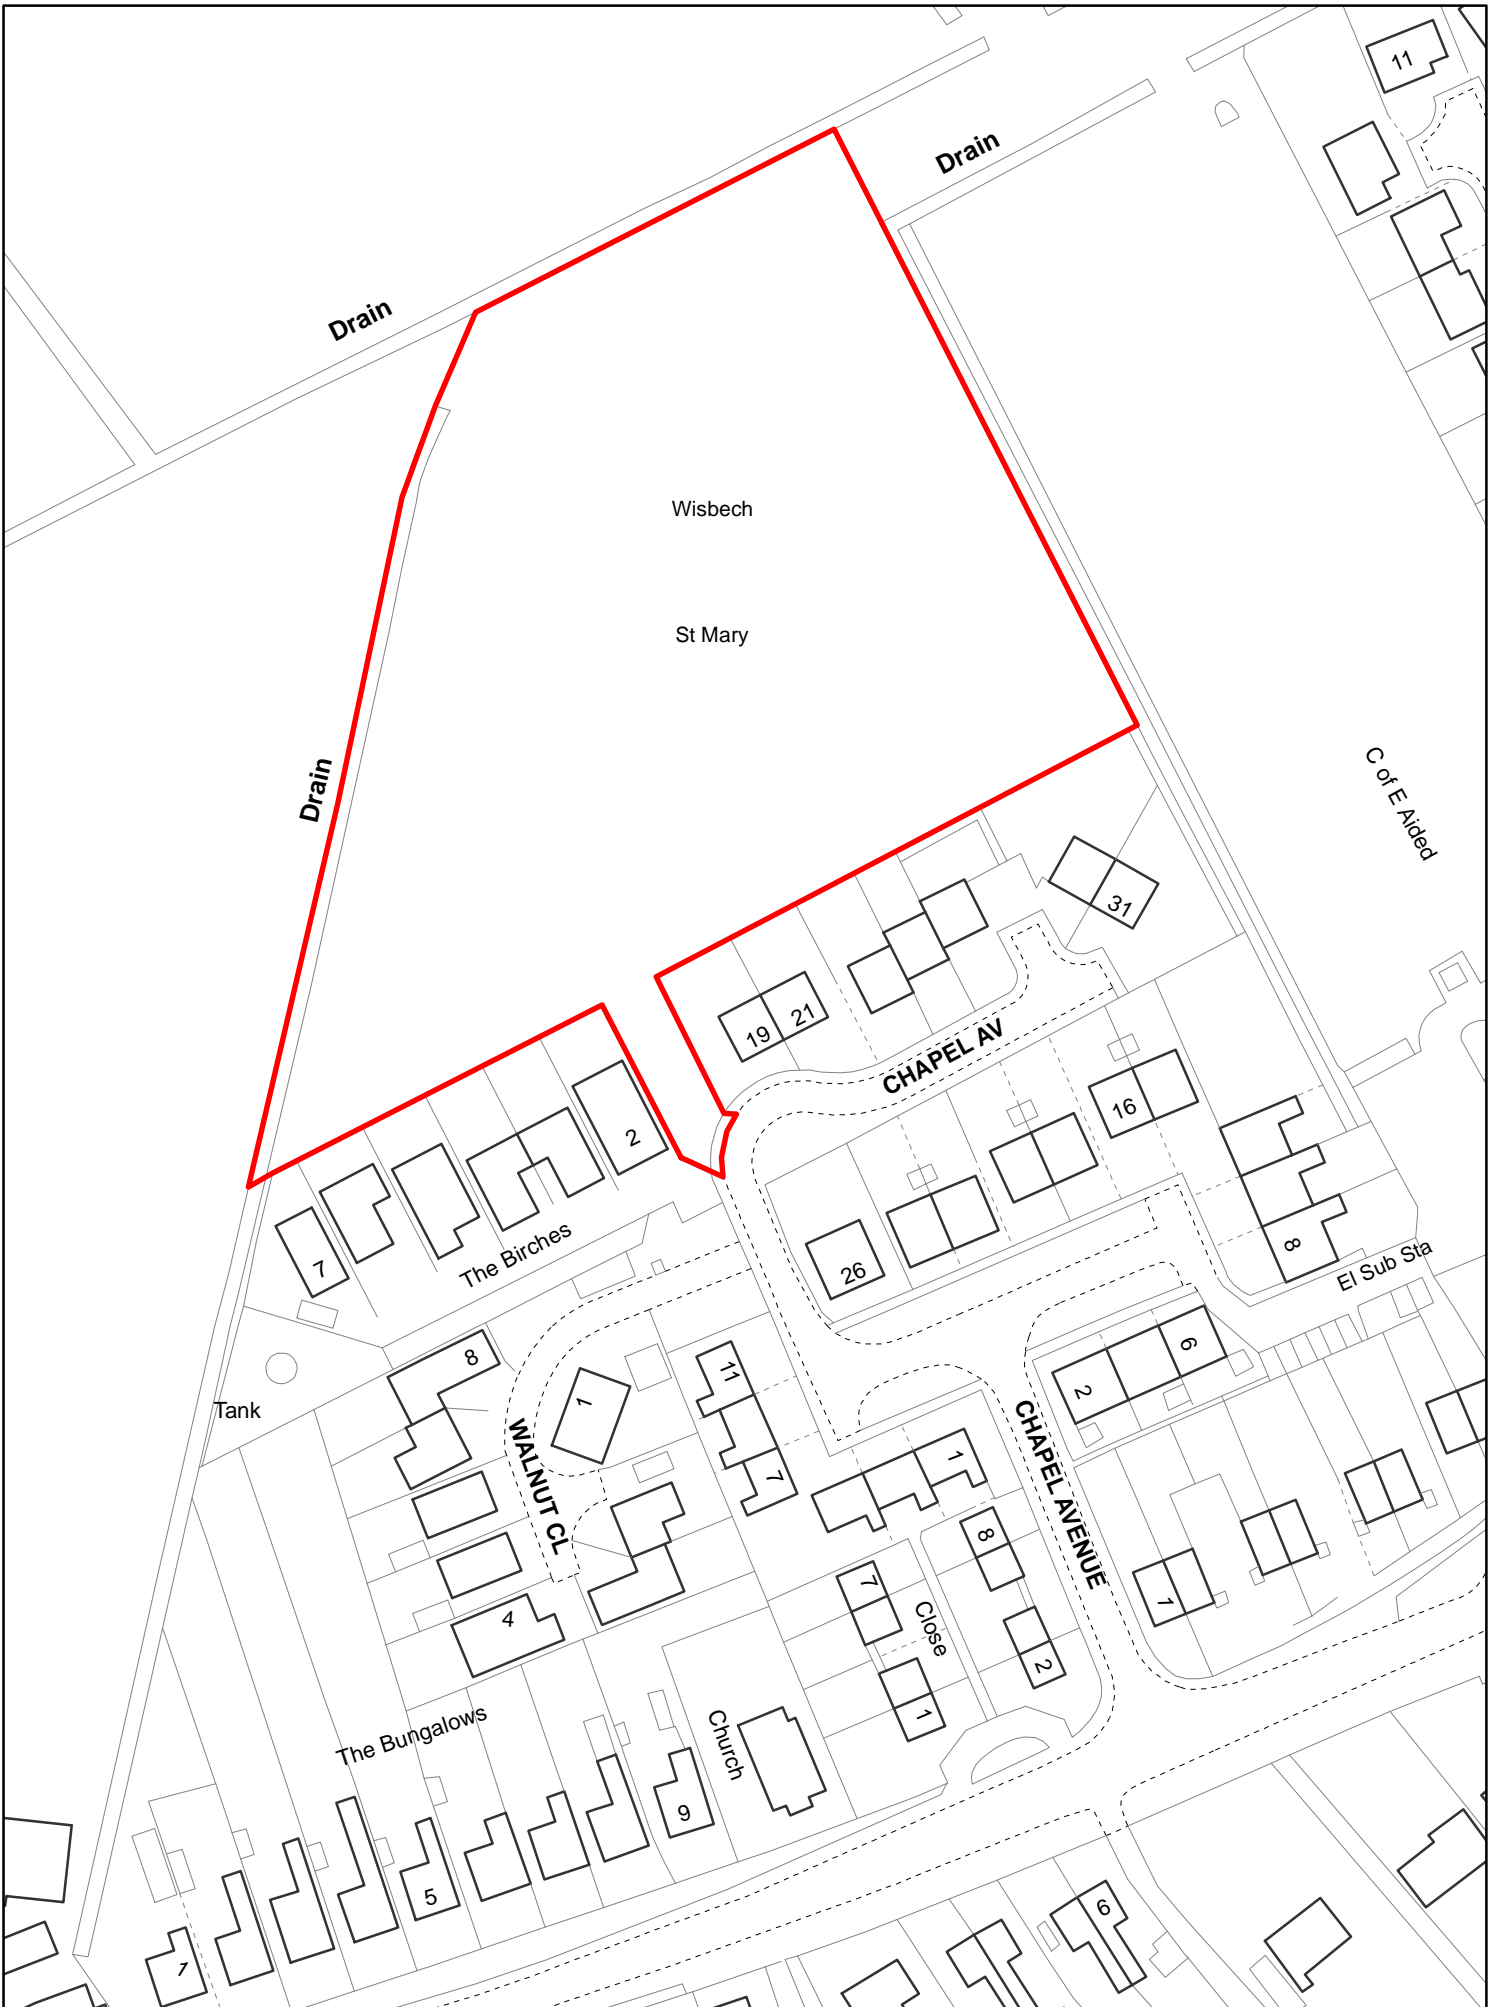 11
Drain
Drain
Wisbech
St Mary
Drain
C of E Aided
31
21
19
CHAPEL AV
16
2
7
The Birches
26
8
El Sub Sta
8
1
11
6
2
Tank
WALNUT CL
CHAPEL AVENUE
7
1
8
7
1
4
Close
2
1
The Bungalows
Church
9
5
1
6